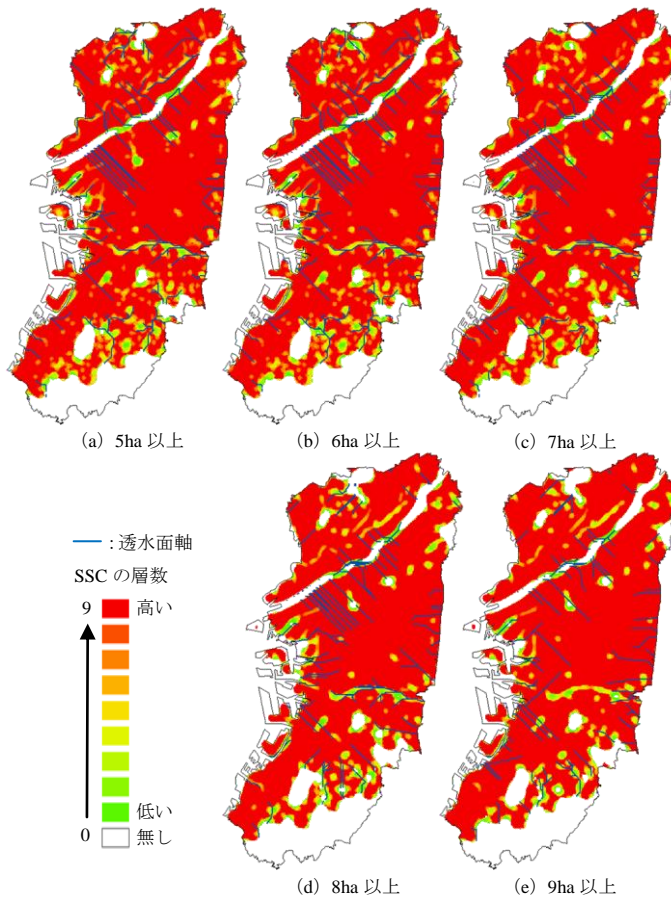 (a) 5ha 以上
(b) 6ha 以上
(c) 7ha 以上
: 透水面軸
SSC の層数
9
高い
低い
0
無し
(d) 8ha 以上
(e) 9ha 以上